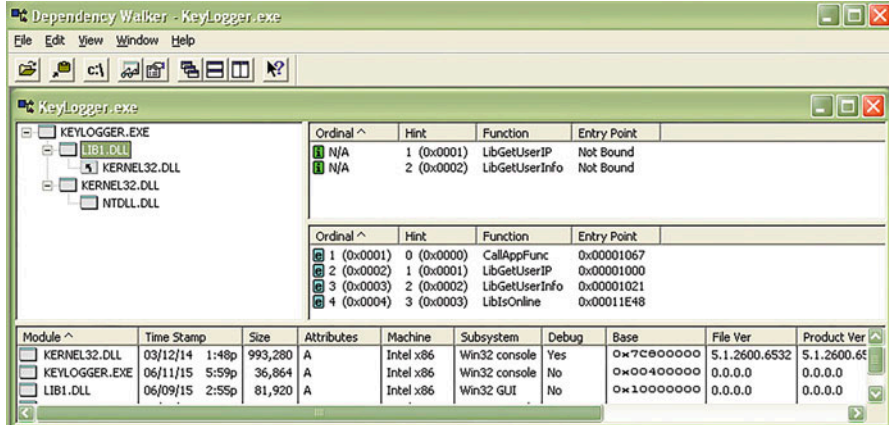 Dependency Walker - KeyLogger.exe
File Edit View Window Help
c:\
KeyLogger.exe
KEYLOGGER.EXE
LIB1.DLL
KERNEL32.DLL
KERNEL32.DLL
NTDLL.DLL
Ordinal ^ Hint Function Entry Point
N/A 1 (0x0001) LibGetUserIP Not Bound
N/A 2 (0x0002) LibGetUserInfo Not Bound
Ordinal ^ Hint Function Entry Point
1 (0x0001) 0 (0x0000) CallAppFunc 0x00001067
2 (0x0002) 1 (0x0001) LibGetUserIP 0x00001000
3 (0x0003) 2 (0x0002) LibGetUserInfo 0x00001021
4 (0x0004) 3 (0x0003) LibIsOnline 0x00011E48
Module ^ Time Stamp Size Attributes Machine Subsystem Debug Base File Ver Product Ver
KERNEL32.DLL 03/12/14 1:48p 993,280 A Intel x86 Win32 console Yes 0x7C800000 5.1.2600.6532 5.1.2600.65
KEYLOGGER.EXE 06/11/15 5:59p 36,864 A Intel x86 Win32 console No 0x00400000 0.0.0.0 0.0.0.0
LIB1.DLL 06/09/15 2:55p 81,920 A Intel x86 Win32 GUI No 0x10000000 0.0.0.0 0.0.0.0